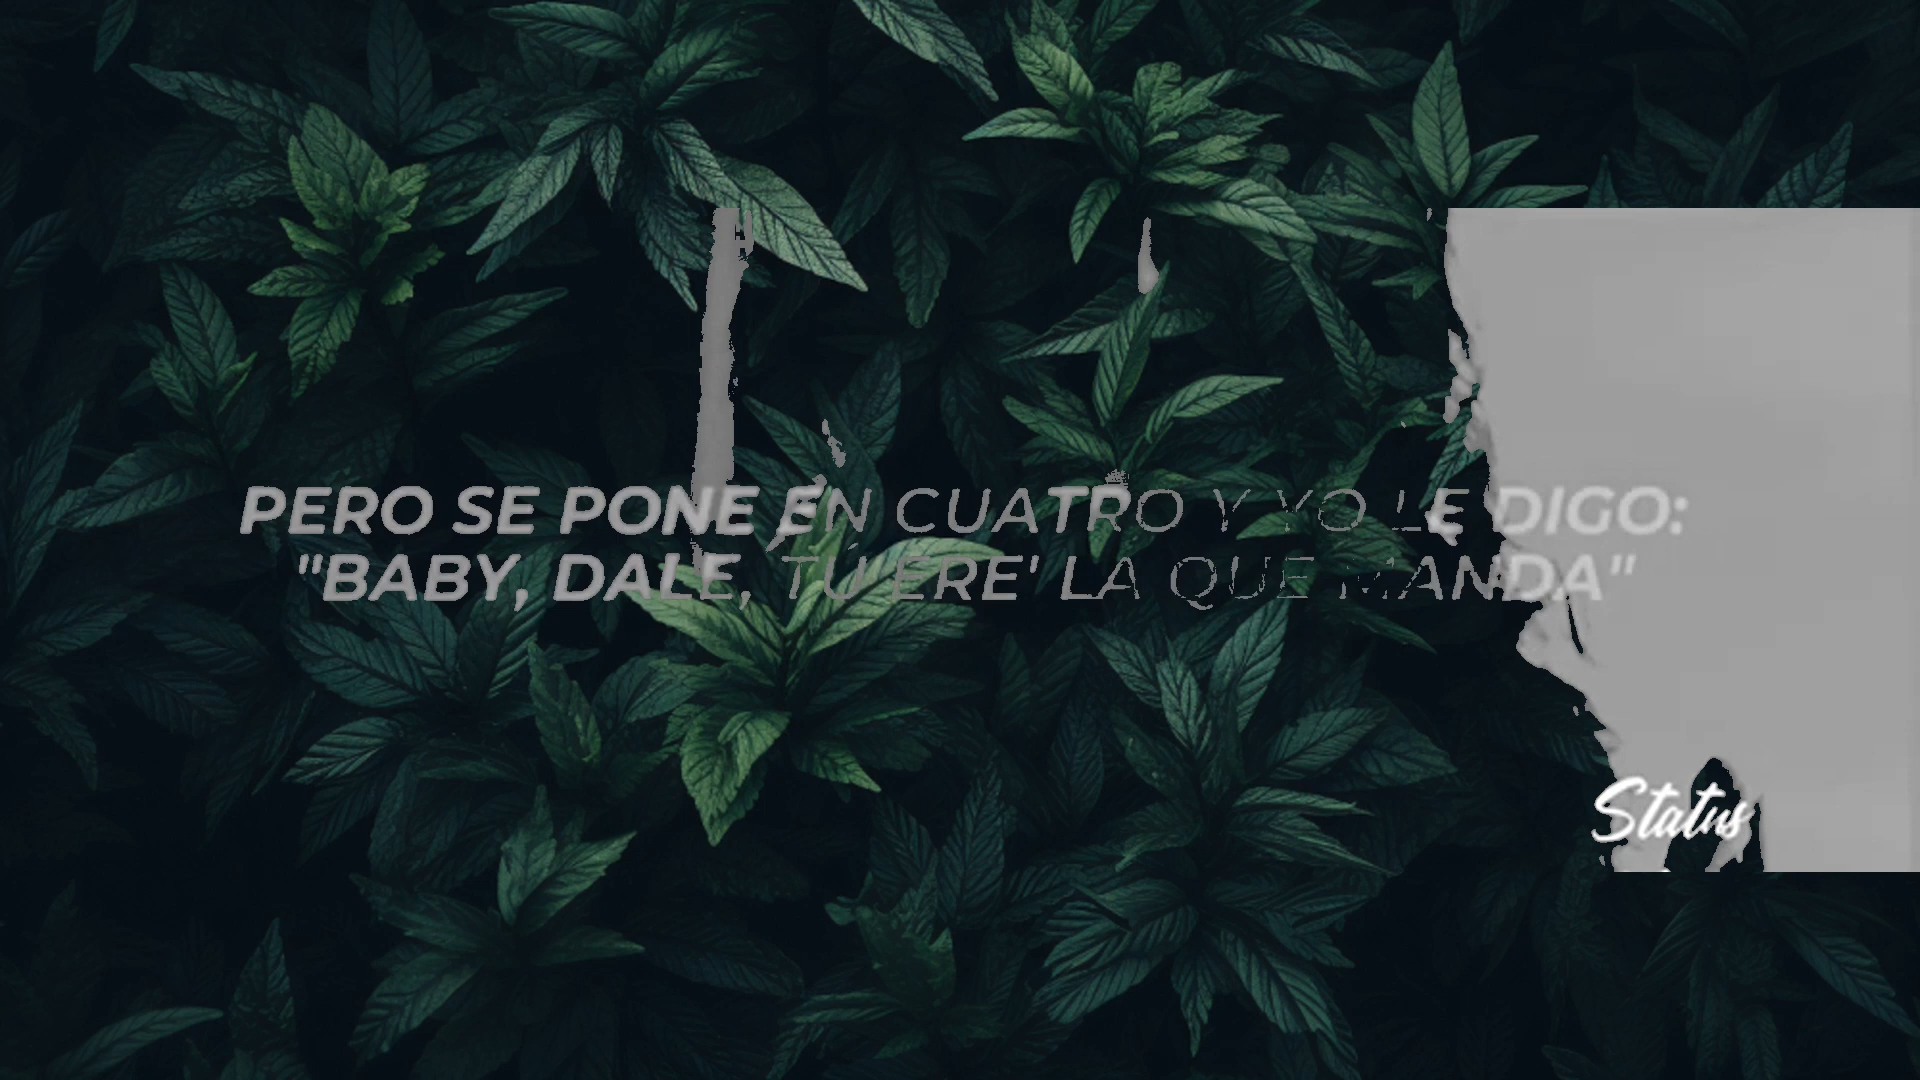 PERO SE PONE EN CUATRO Y YO LE DIGO:
"BABY, DALE, TÚ ERE' LA QUE MANDA"
Status